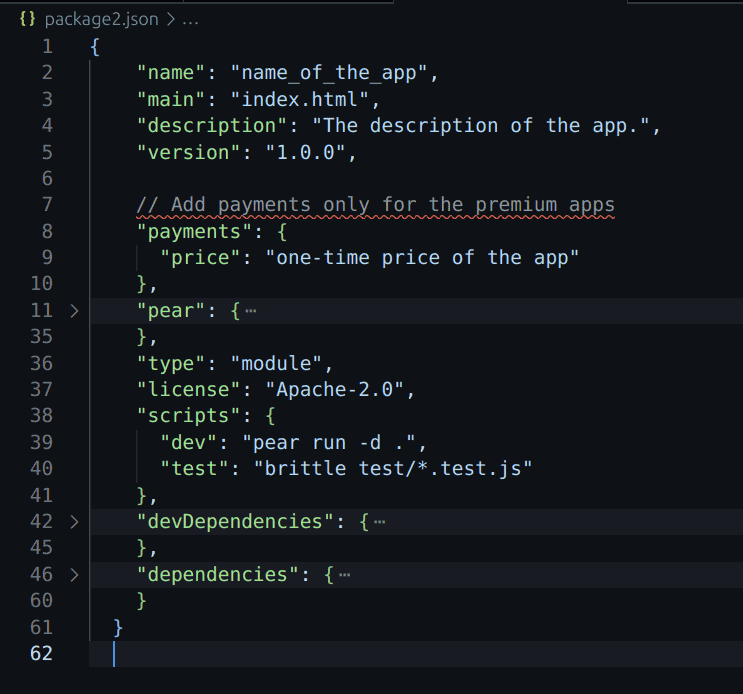 {} package2.json > ...
1 {
2 "name": "name_of_the_app",
3 "main": "index.html",
4 "description": "The description of the app.",
5 "version": "1.0.0",
6
7 // Add payments only for the premium apps
8 "payments": {
9 "price": "one-time price of the app"
10 },
11 > "pear": { ⋯
35 },
36 "type": "module",
37 "license": "Apache-2.0",
38 "scripts": {
39 "dev": "pear run -d .",
40 "test": "brittle test/*.test.js"
41 },
42 > "devDependencies": { ⋯
45 },
46 > "dependencies": { ⋯
60 }
61 }
62